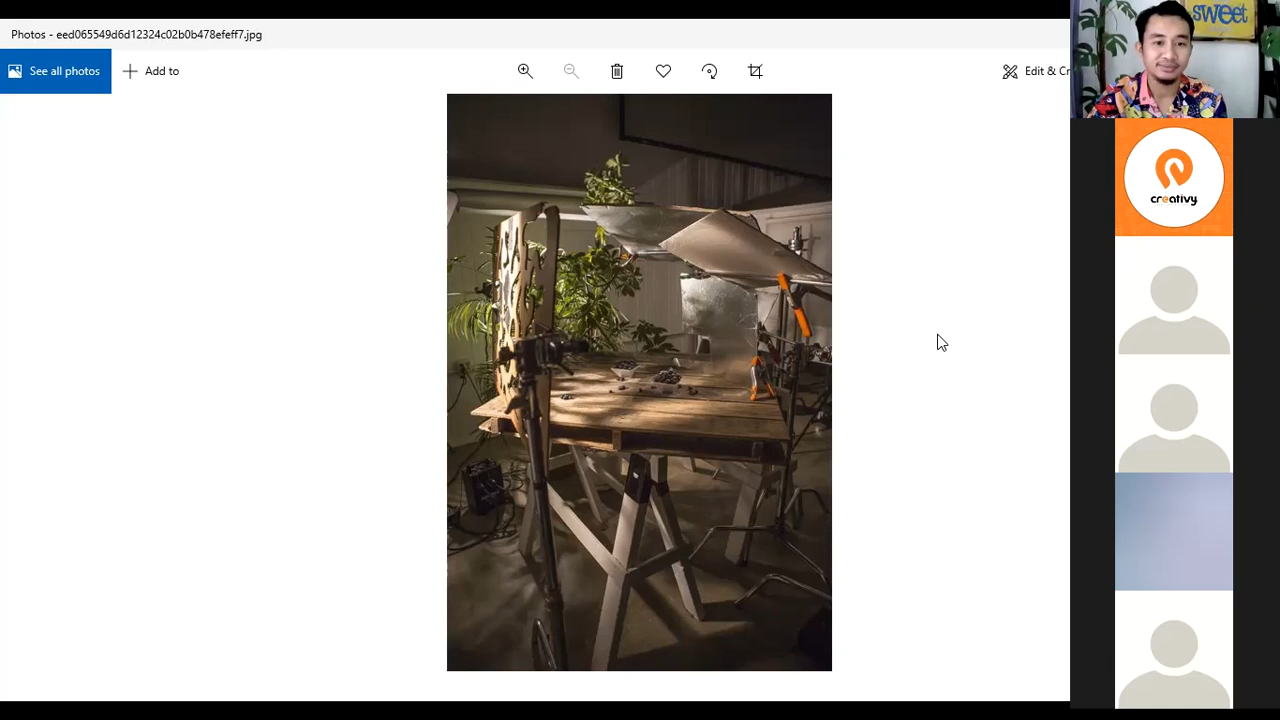 Photos - eed065549d6d12324c02b0b478efeff7.jpg
See all photos
Add to
Edit & Cr
sweet
creativy